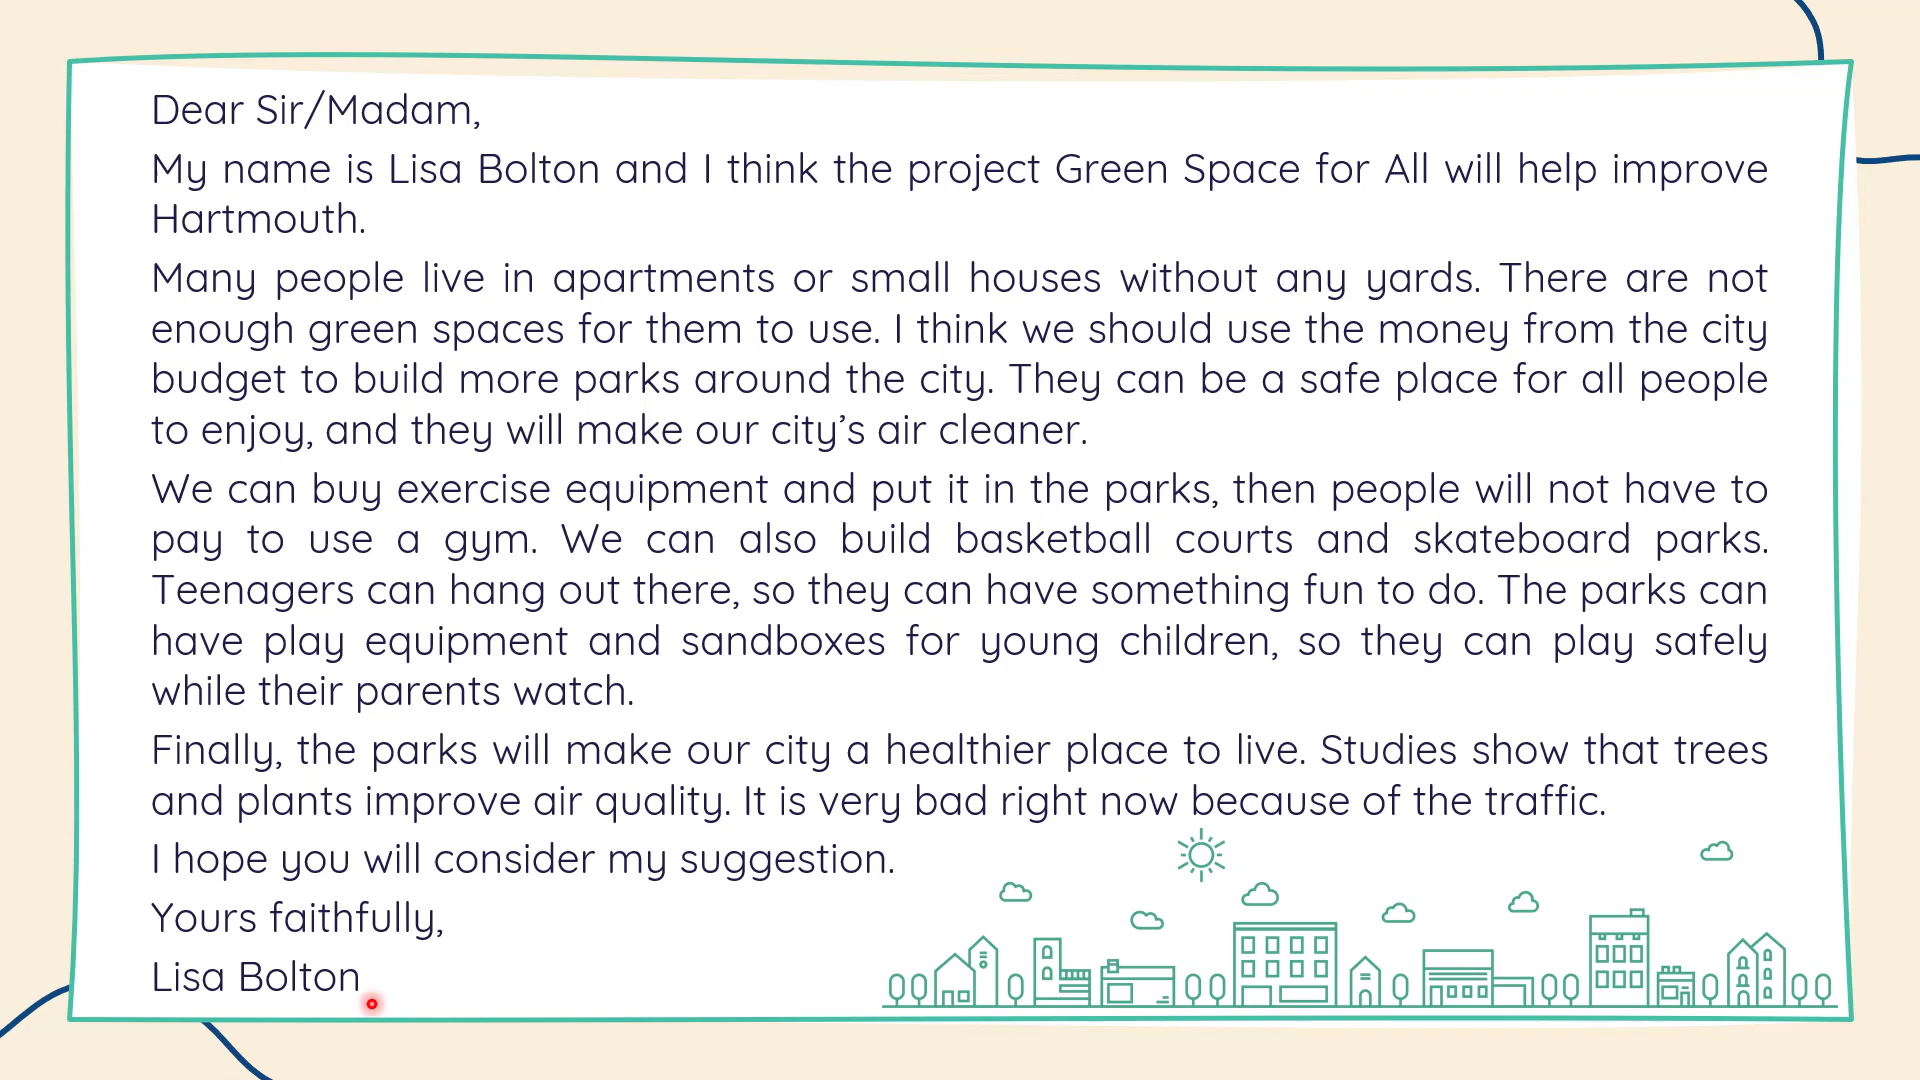 Dear Sir/Madam,
My name is Lisa Bolton and I think the project Green Space for All will help improve
Hartmouth.
Many people live in apartments or small houses without any yards. There are not
enough green spaces for them to use. I think we should use the money from the city
budget to build more parks around the city. They can be a safe place for all people
to enjoy, and they will make our city’s air cleaner.
We can buy exercise equipment and put it in the parks, then people will not have to
pay to use a gym. We can also build basketball courts and skateboard parks.
Teenagers can hang out there, so they can have something fun to do. The parks can
have play equipment and sandboxes for young children, so they can play safely
while their parents watch.
Finally, the parks will make our city a healthier place to live. Studies show that trees
and plants improve air quality. It is very bad right now because of the traffic.
I hope you will consider my suggestion.
Yours faithfully,
Lisa Bolton